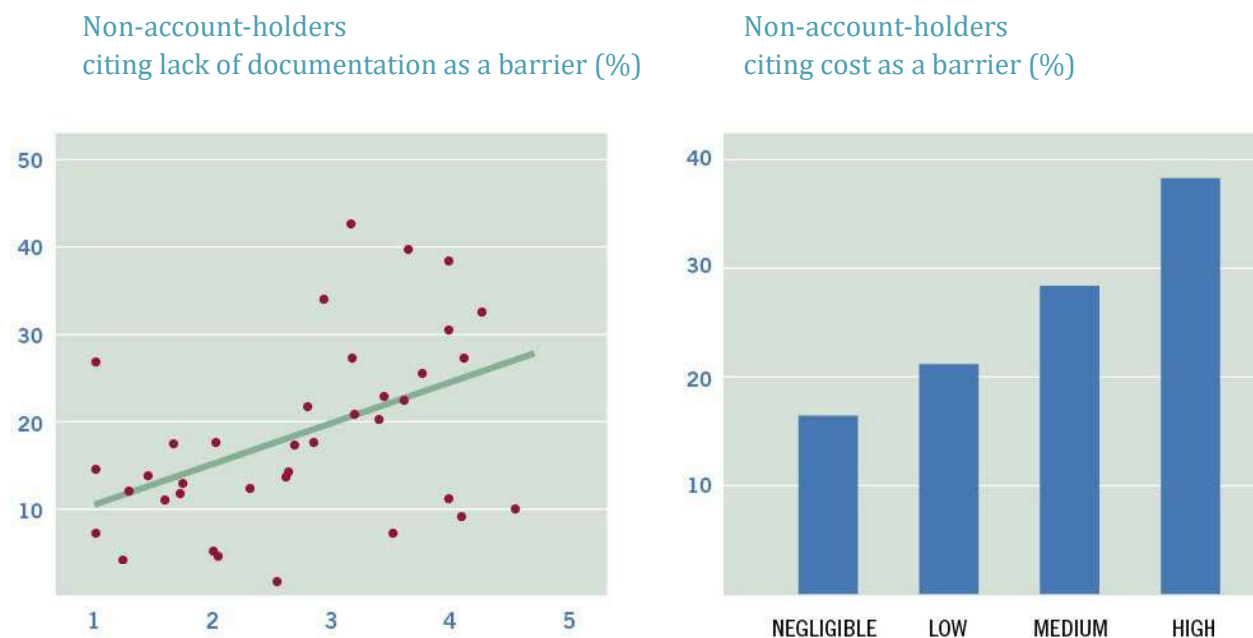 Non-account-holders
citing lack of documentation as a barrier (%)
50
40
30
20
10
1 2 3 4 5
Non-account-holders
citing cost as a barrier (%)
40
30
20
10
NEGLIGIBLE LOW MEDIUM HIGH